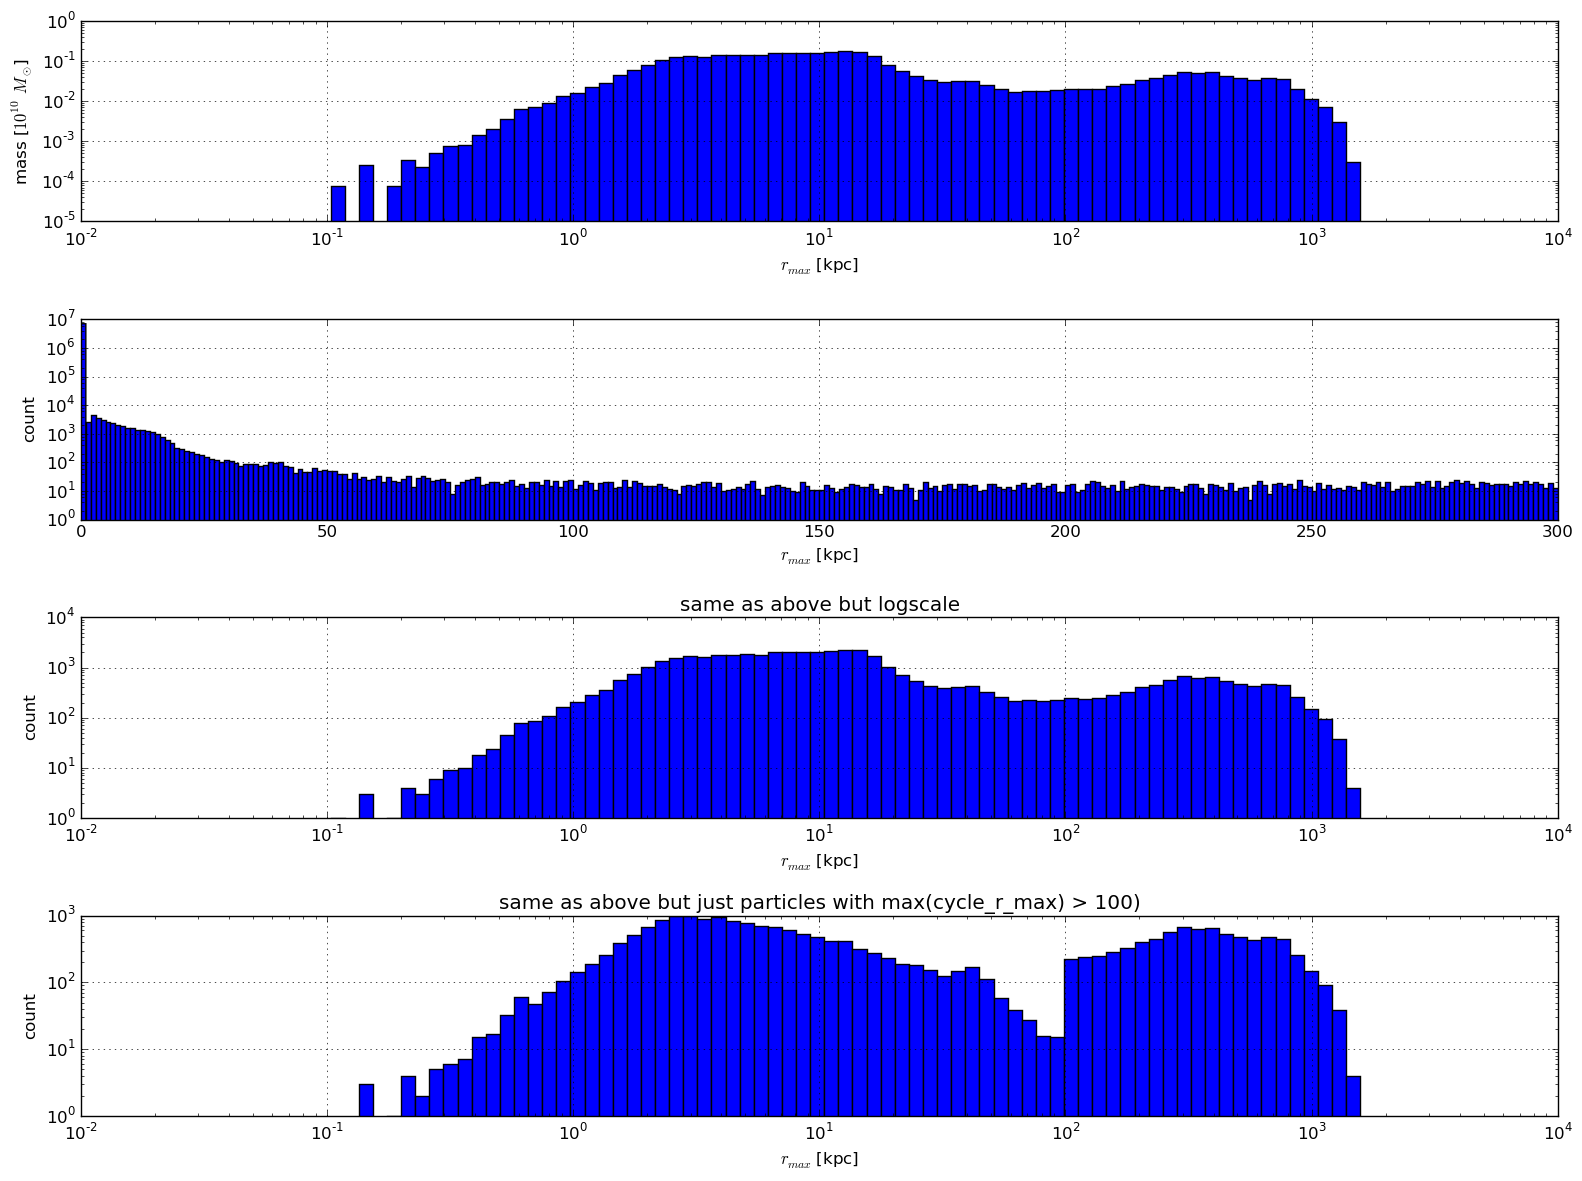 10^0
10^-1
10^-2
10^-3
10^-4
10^-5
mass [10^10 M_⊙]
10^-2 10^-1 10^0 10^1 10^2 10^3 10^4
r_max [kpc]
10^7
10^6
10^5
10^4
10^3
10^2
10^1
10^0
count
0 50 100 150 200 250 300
r_max [kpc]
same as above but logscale
10^4
10^3
10^2
10^1
10^0
count
10^-2 10^-1 10^0 10^1 10^2 10^3 10^4
r_max [kpc]
same as above but just particles with max(cycle_r_max) > 100)
10^3
10^2
10^1
10^0
count
10^-2 10^-1 10^0 10^1 10^2 10^3 10^4
r_max [kpc]